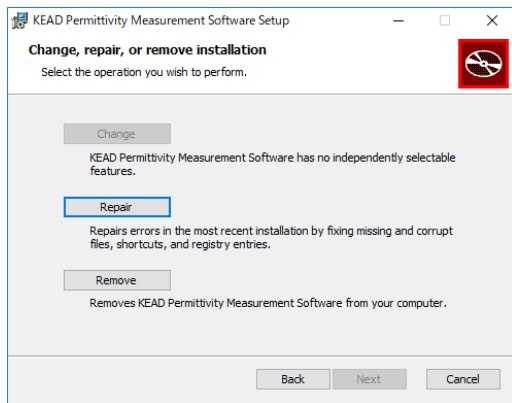 KEAD Permittivity Measurement Software Setup
Change, repair, or remove installation
Select the operation you wish to perform.
Change
KEAD Permittivity Measurement Software has no independently selectable
features.
Repair
Repairs errors in the most recent installation by fixing missing and corrupt
files, shortcuts, and registry entries.
Remove
Removes KEAD Permittivity Measurement Software from your computer.
Back Next Cancel